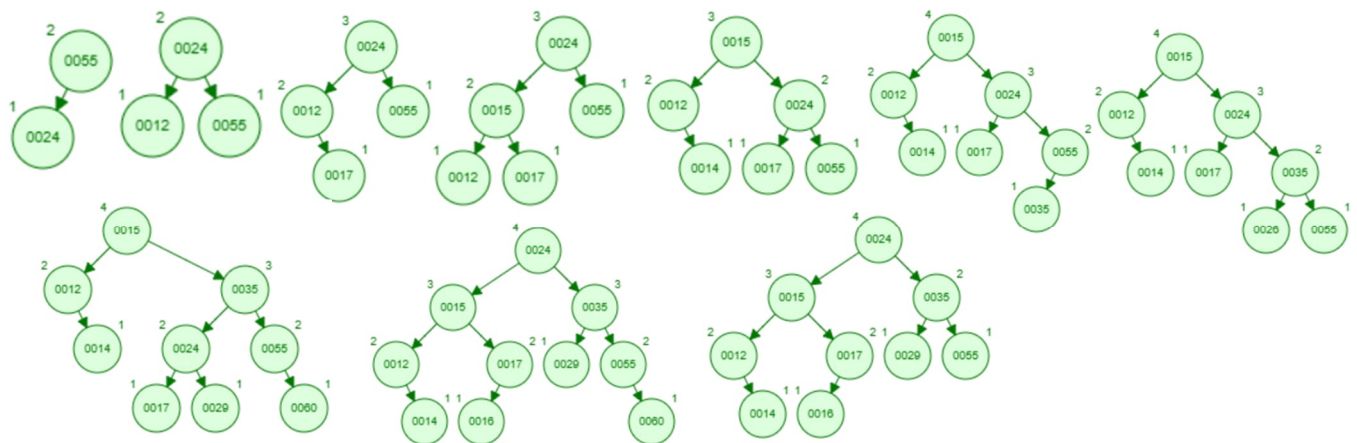 2 0055
1 0024
2 0024
1 0012 0055 1
3 0024
2 0012 0055 1
0017 1
3 0024
2 0015 0055 1
1 0012 0017 1
3 0015
2 0012 0024 2
0014 1 1 0017 0055 1
4 0015
2 0012 0024 3
0014 1 1 0017 0055 2
1 0035
4 0015
2 0012 0024 3
0014 1 1 0017 0035 2
1 0026 0055 1
4 0015
2 0012 0035 3
0014 1 2 0024 0055 2
1 0017 0029 1 0060 1
4 0024
3 0015 0035 3
2 0012 0017 2 1 0029 0055 2
0014 1 1 0016 0060 1
4 0024
3 0015 0035 2
2 0012 0017 2 1 0029 0055 1
0014 1 1 0016